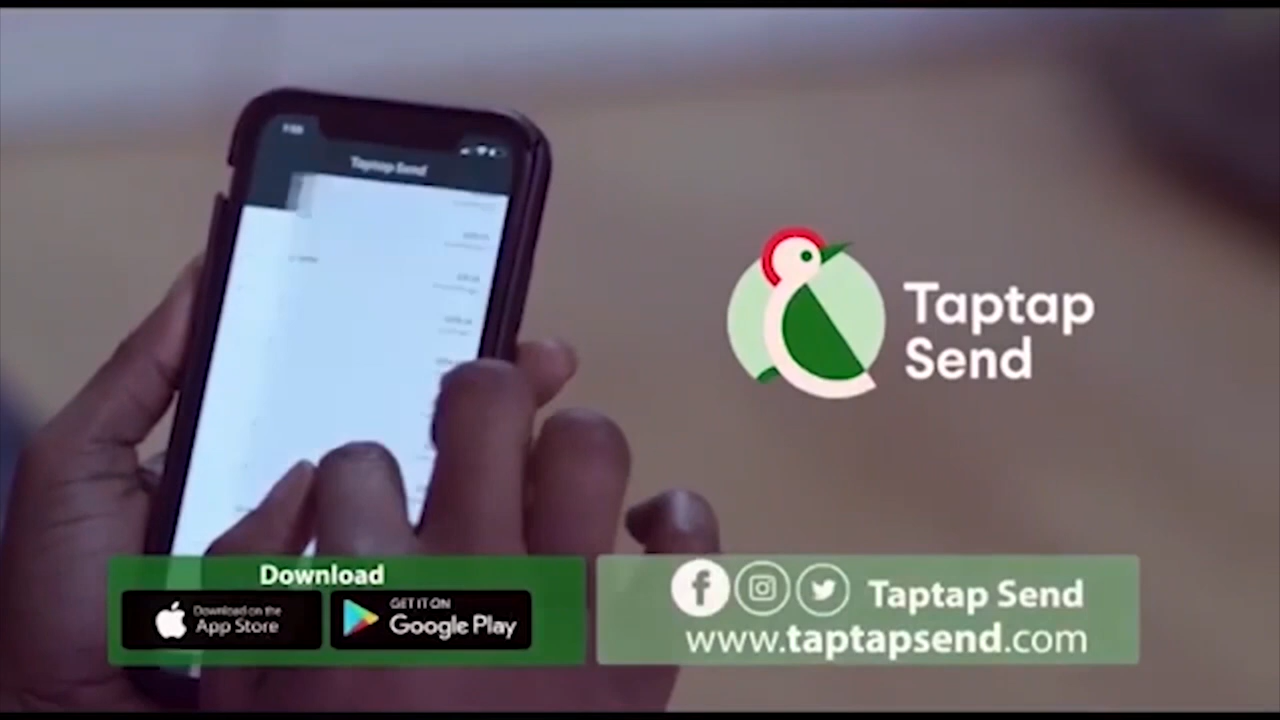 Taptap Send
Taptap
Send
Download
Download on the
App Store
GET IT ON
Google Play
Taptap Send
www.taptapsend.com